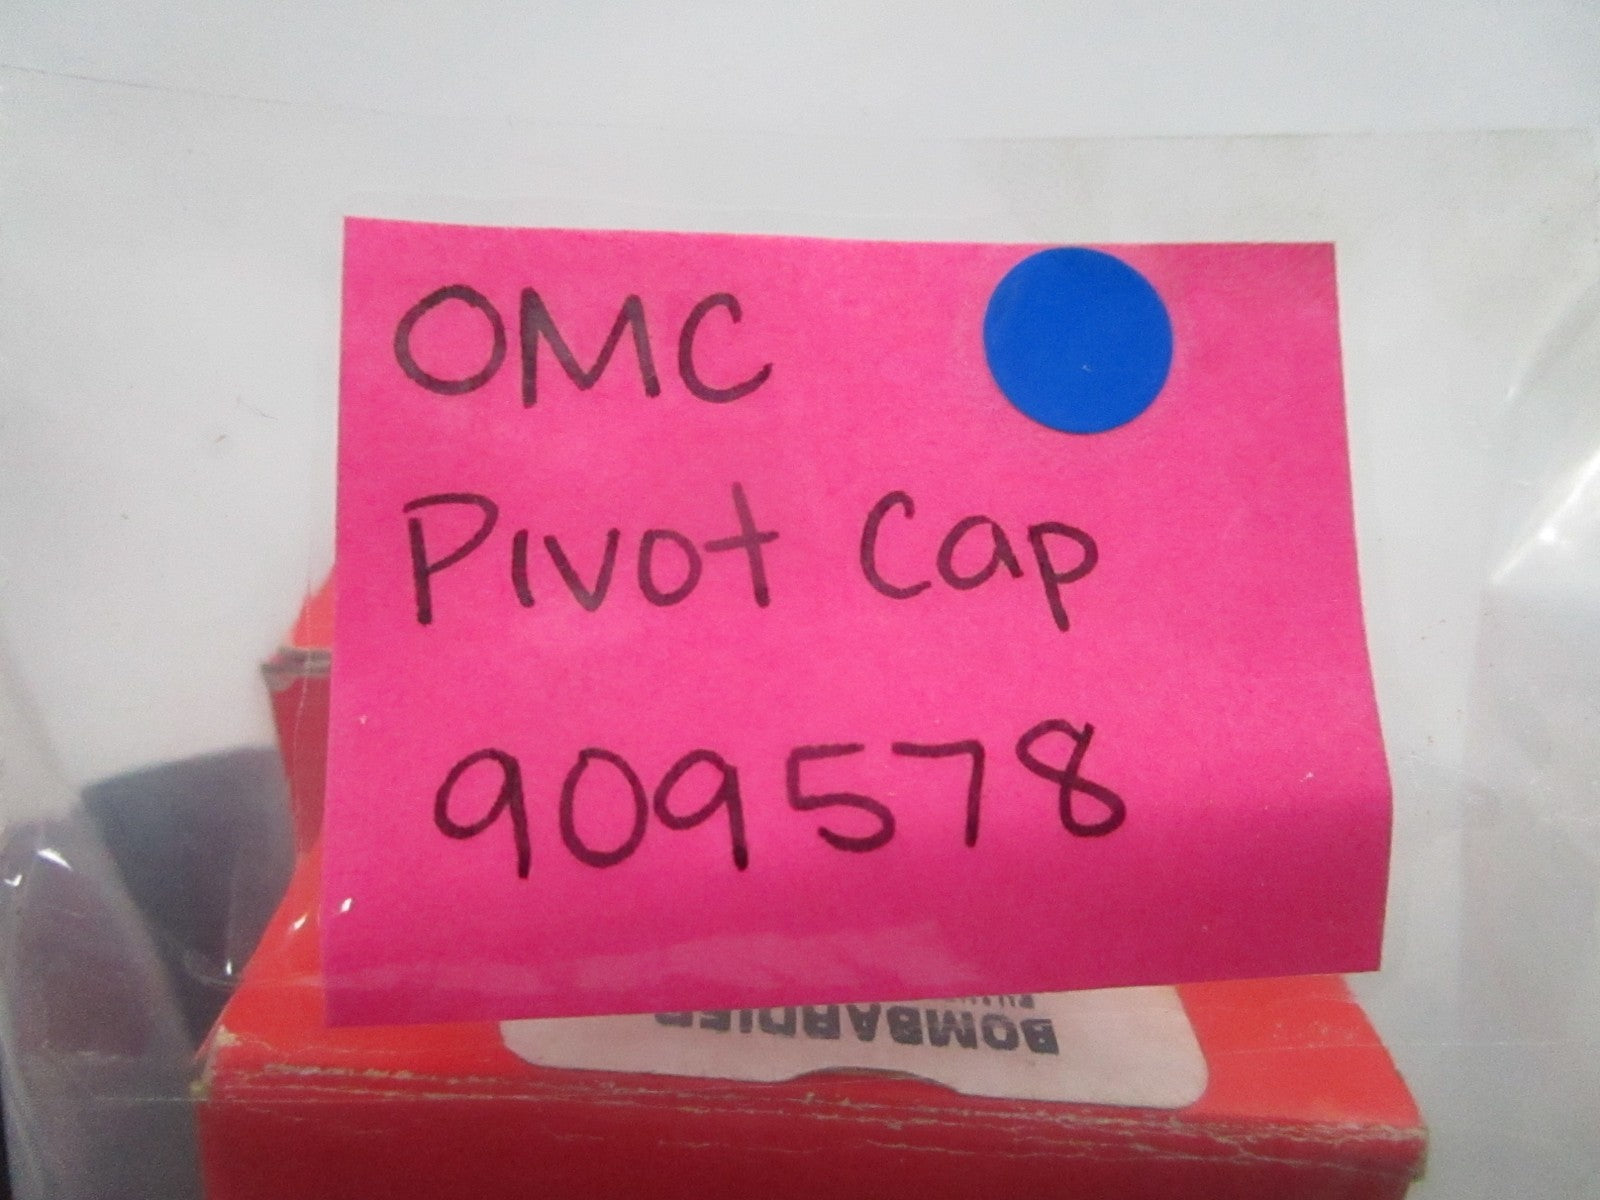 OMC
Pivot Cap
909578
BOMBARDIER